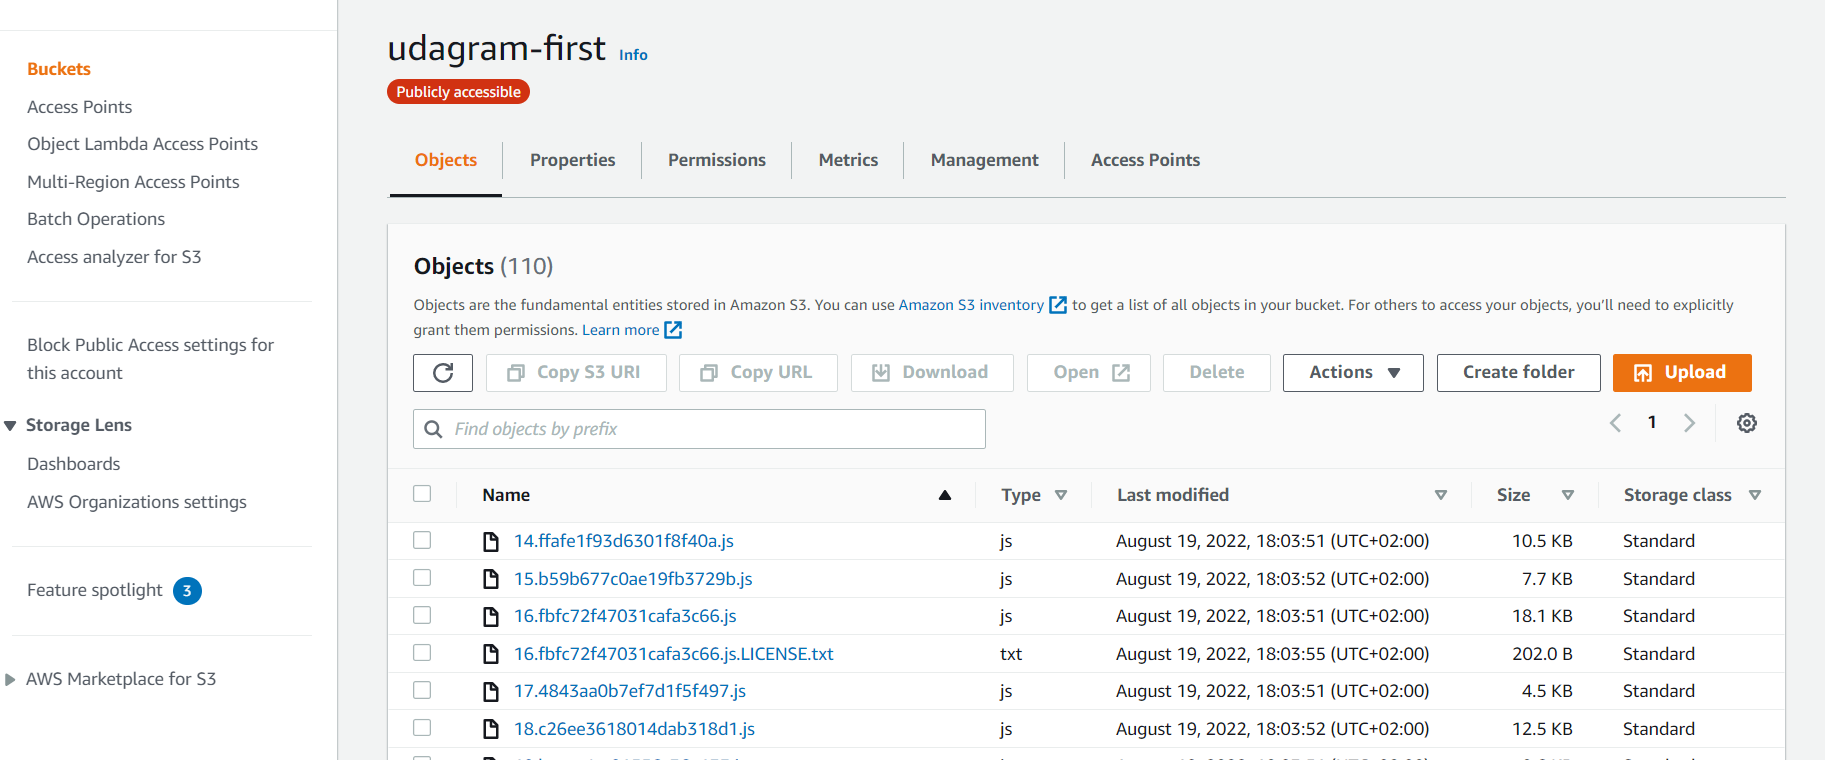 Buckets
Access Points
Object Lambda Access Points
Multi-Region Access Points
Batch Operations
Access analyzer for S3
Block Public Access settings for
this account
Storage Lens
Dashboards
AWS Organizations settings
Feature spotlight 3
AWS Marketplace for S3
udagram-first Info
Publicly accessible
Objects Properties Permissions Metrics Management Access Points
Objects (110)
Objects are the fundamental entities stored in Amazon S3. You can use Amazon S3 inventory to get a list of all objects in your bucket. For others to access your objects, you'll need to explicitly
grant them permissions. Learn more
Copy S3 URI Copy URL Download Open Delete Actions Create folder Upload
Find objects by prefix 1
Name Type Last modified Size Storage class
14.ffafe1f93d6301f8f40a.js js August 19, 2022, 18:03:51 (UTC+02:00) 10.5 KB Standard
15.b59b677c0ae19fb3729b.js js August 19, 2022, 18:03:52 (UTC+02:00) 7.7 KB Standard
16.fbfc72f47031cafa3c66.js js August 19, 2022, 18:03:51 (UTC+02:00) 18.1 KB Standard
16.fbfc72f47031cafa3c66.js.LICENSE.txt txt August 19, 2022, 18:03:55 (UTC+02:00) 202.0 B Standard
17.4843aa0b7ef7d1f5f497.js js August 19, 2022, 18:03:51 (UTC+02:00) 4.5 KB Standard
18.c26ee3618014dab318d1.js js August 19, 2022, 18:03:52 (UTC+02:00) 12.5 KB Standard